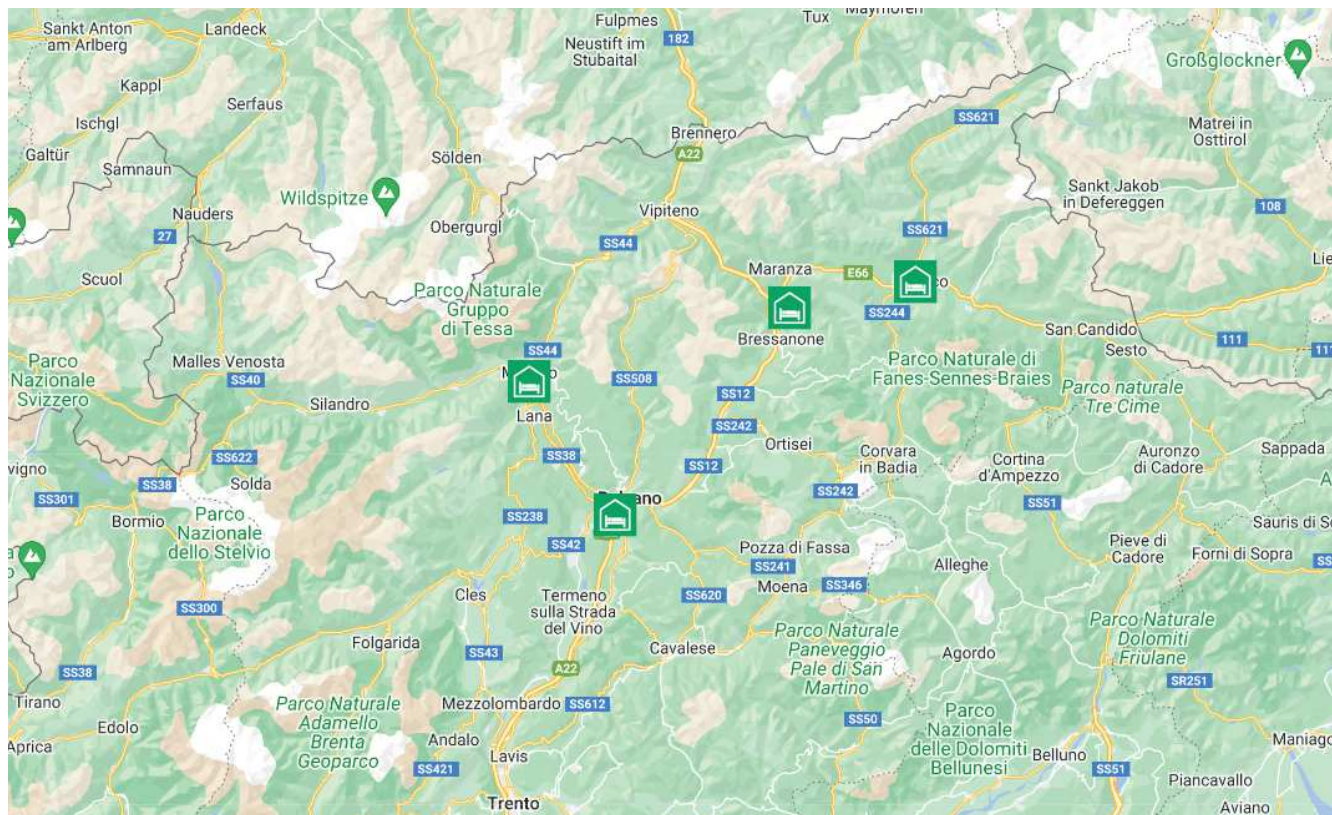 Fulpmes
Tux
Mayrhofen
Sankt Anton
am Arlberg
Landeck
182
Neustift im
Stubaital
Großglockner
Kappl
Serfaus
Ischgl
SS621
Matrei in
Osttirol
Galtür
Samnaun
Sölden
Brennero
A22
Wildspitze
Sankt Jakob
in Defereggen
108
Nauders
Vipiteno
Obergurgl
27
SS44
SS621
Scuol
Maranza
E66
Parco Naturale
Gruppo
di Tessa
SS244
San Candido
Sesto
111
Bressanone
SS44
Malles Venosta
Parco
Nazionale
Svizzero
SS40
Parco Naturale di
Fanes-Sennes-Braies
Parco naturale
Tre Cime
SS508
SS12
Silandro
Lana
SS242
Ortisei
Corvara
in Badia
Cortina
d'Ampezzo
Auronzo
di Cadore
Sappada
SS622
SS38
SS12
SS38
Solda
SS301
SS242
SS51
Bormio
Parco
Nazionale
dello Stelvio
SS238
SS42
Pozza di Fassa
SS241
Alleghe
Pieve di
Cadore
Forni di Sopra
Moena
SS346
SS300
Cles
Termeno
sulla Strada
del Vino
SS620
Folgarida
SS43
Cavalese
Parco Naturale
Paneveggio
Pale di San
Martino
Agordo
Parco Naturale
Dolomiti
Friulane
A22
SS38
SR251
Tirano
Mezzolombardo
SS612
Parco Naturale
Adamello
Brenta
Geoparco
Edolo
SS50
Parco
Nazionale
delle Dolomiti
Bellunesi
Aprica
Andalo
Lavis
Belluno
Maniago
SS421
SS51
Piancavallo
Trento
Aviano